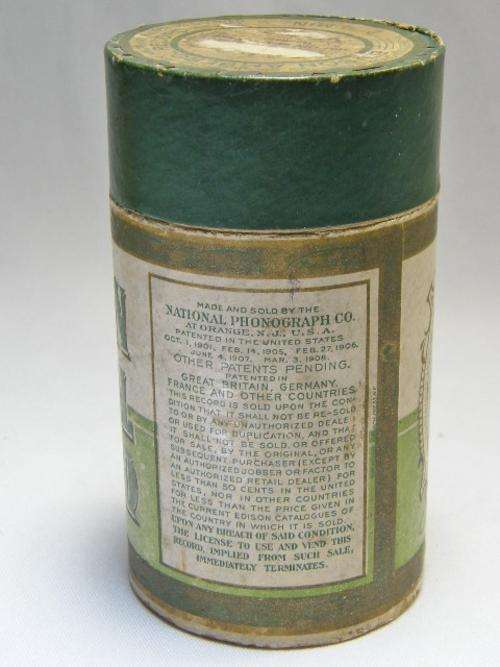 MADE AND SOLD BY THE
NATIONAL PHONOGRAPH CO.
AT ORANGE, N.J., U.S.A.
PATENTED IN THE UNITED STATES
OCT. 1, 1901, FEB. 14, 1905, FEB. 27, 1906,
JUNE 4, 1907. MAR. 3, 1908.
OTHER PATENTS PENDING.
PATENTED IN
GREAT BRITAIN, GERMANY,
FRANCE AND OTHER COUNTRIES
THIS RECORD IS SOLD UPON THE CON-
DITION THAT IT SHALL NOT BE RE-SOLD
TO OR BY ANY UNAUTHORIZED DEALER
OR USED FOR DUPLICATION, AND THAT
IT SHALL NOT BE SOLD, OR OFFERED
FOR SALE, BY THE ORIGINAL, OR ANY
SUBSEQUENT PURCHASER (EXCEPT BY
AN AUTHORIZED JOBBER OR FACTOR TO
AN AUTHORIZED RETAIL DEALER) FOR
LESS THAN 50 CENTS IN THE UNITED
STATES, NOR IN OTHER COUNTRIES
FOR LESS THAN THE PRICE GIVEN IN
THE CURRENT EDISON CATALOGUES OF
THE COUNTRY IN WHICH IT IS SOLD.
UPON ANY BREACH OF SAID CONDITION,
THE LICENSE TO USE AND VEND THIS
RECORD, IMPLIED FROM SUCH SALE,
IMMEDIATELY TERMINATES.